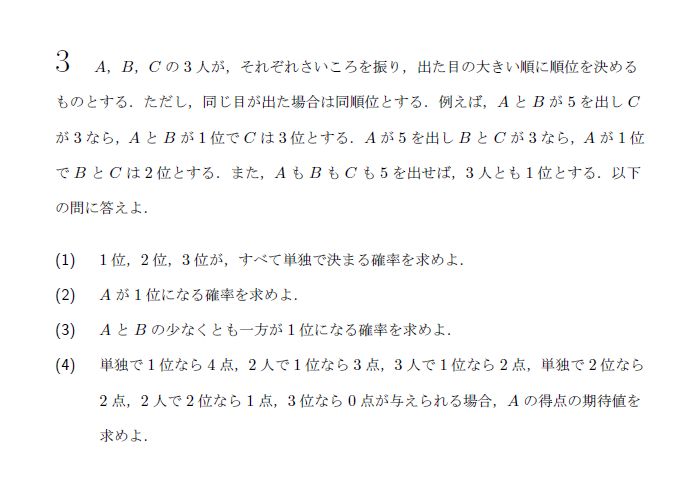 3 A，B，C の 3 人が，それぞれさいころを振り，出た目の大きい順に順位を決める
ものとする．ただし，同じ目が出た場合は同順位とする．例えば，A と B が 5 を出し C
が 3 なら，A と B が 1 位で C は 3 位とする．A が 5 を出し B と C が 3 なら，A が 1 位
で B と C は 2 位とする．また，A も B も C も 5 を出せば，3 人とも 1 位とする．以下
の問に答えよ．
(1) 1 位，2 位，3 位が，すべて単独で決まる確率を求めよ．
(2) A が 1 位になる確率を求めよ．
(3) A と B の少なくとも一方が 1 位になる確率を求めよ．
(4) 単独で 1 位なら 4 点，2 人で 1 位なら 3 点，3 人で 1 位なら 2 点，単独で 2 位なら
2 点，2 人で 2 位なら 1 点，3 位なら 0 点が与えられる場合，A の得点の期待値を
求めよ．